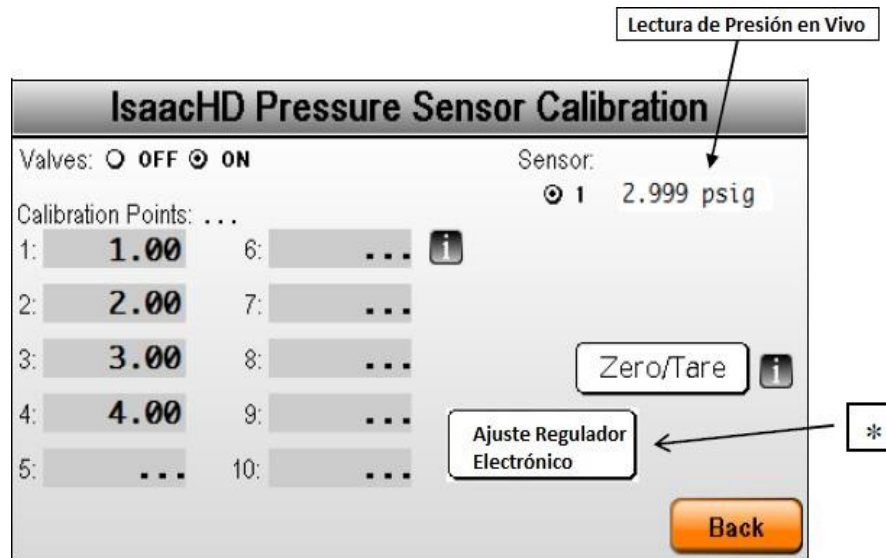 Lectura de Presión en Vivo
IsaacHD Pressure Sensor Calibration
Valves: OFF ON
Sensor:
1 2.999 psig
Calibration Points: ...
1: 1.00 6: ... i
2: 2.00 7: ...
3: 3.00 8: ...
Zero/Tare i
4: 4.00 9: ...
Ajuste Regulador
Electrónico
*
5: ... 10: ...
Back